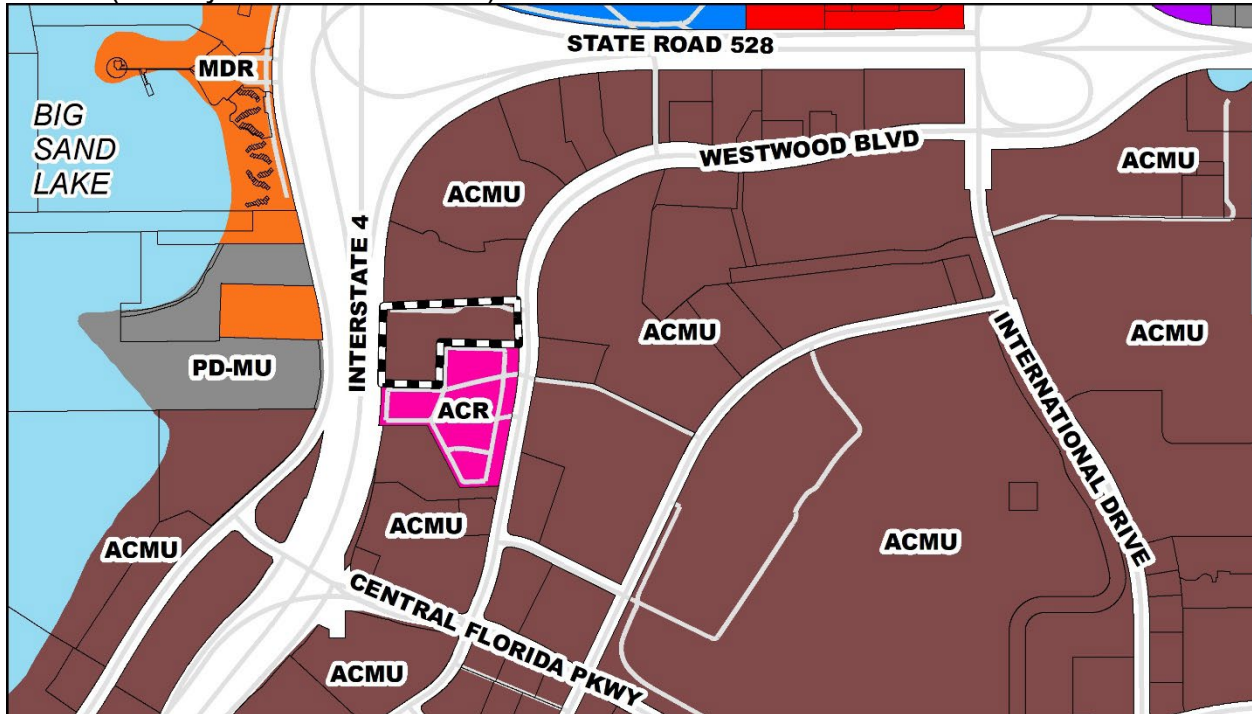 STATE ROAD 528
MDR
BIG
SAND
LAKE
WESTWOOD BLVD
ACMU
ACMU
INTERSTATE 4
ACMU
INTERNATIONAL DRIVE
ACMU
PD-MU
ACR
ACMU
ACMU
ACMU
CENTRAL FLORIDA PKWY
ACMU